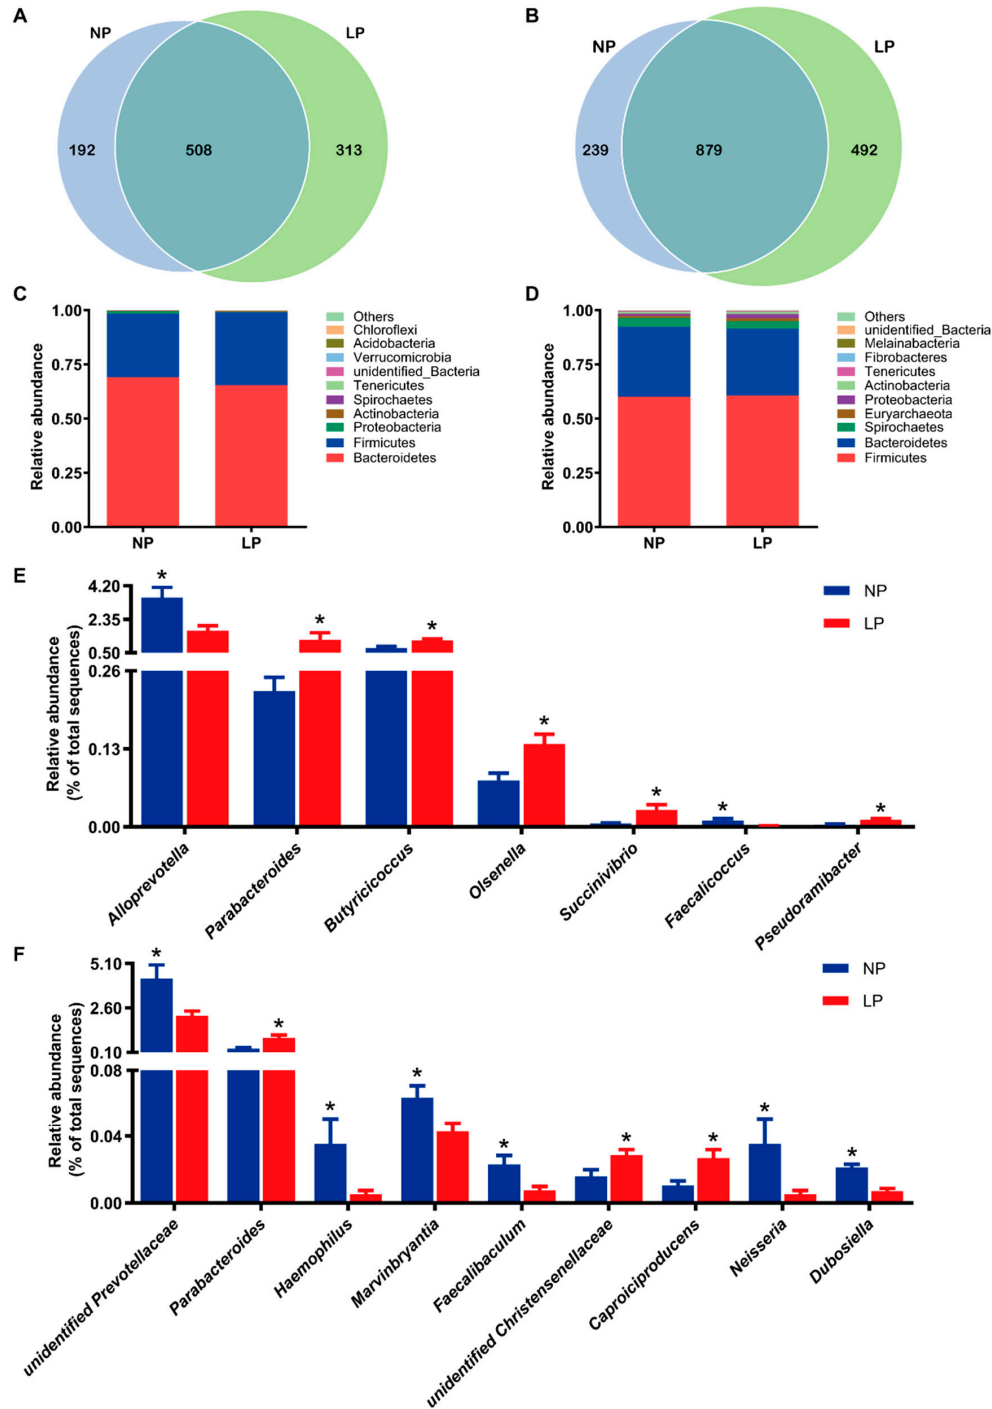 A
NP
LP
192
508
313
B
NP
LP
239
879
492
C
Relative abundance
1.00
0.75
0.50
0.25
0.00
NP
LP
Others
Chloroflexi
Acidobacteria
Verrucomicrobia
unidentified_Bacteria
Tenericutes
Spirochaetes
Actinobacteria
Proteobacteria
Firmicutes
Bacteroidetes
D
Relative abundance
1.00
0.75
0.50
0.25
0.00
NP
LP
Others
unidentified_Bacteria
Melainabacteria
Fibrobacteres
Tenericutes
Actinobacteria
Proteobacteria
Euryarchaeota
Spirochaetes
Bacteroidetes
Firmicutes
E
Relative abundance
(% of total sequences)
4.20
2.35
0.50
0.26
0.13
0.00
*
*
*
*
*
*
*
NP
LP
Alloprevotella
Parabacteroides
Butyricicoccus
Olsenella
Succinivibrio
Faecalicoccus
Pseudoramibacter
F
Relative abundance
(% of total sequences)
5.10
2.60
0.10
0.08
0.04
0.00
*
*
*
*
*
*
*
*
*
NP
LP
unidentified Prevotellaceae
Parabacteroides
Haemophilus
Marvinbryantia
Faecalibaculum
unidentified Christensenellaceae
Caproiciproducens
Neisseria
Dubosiella